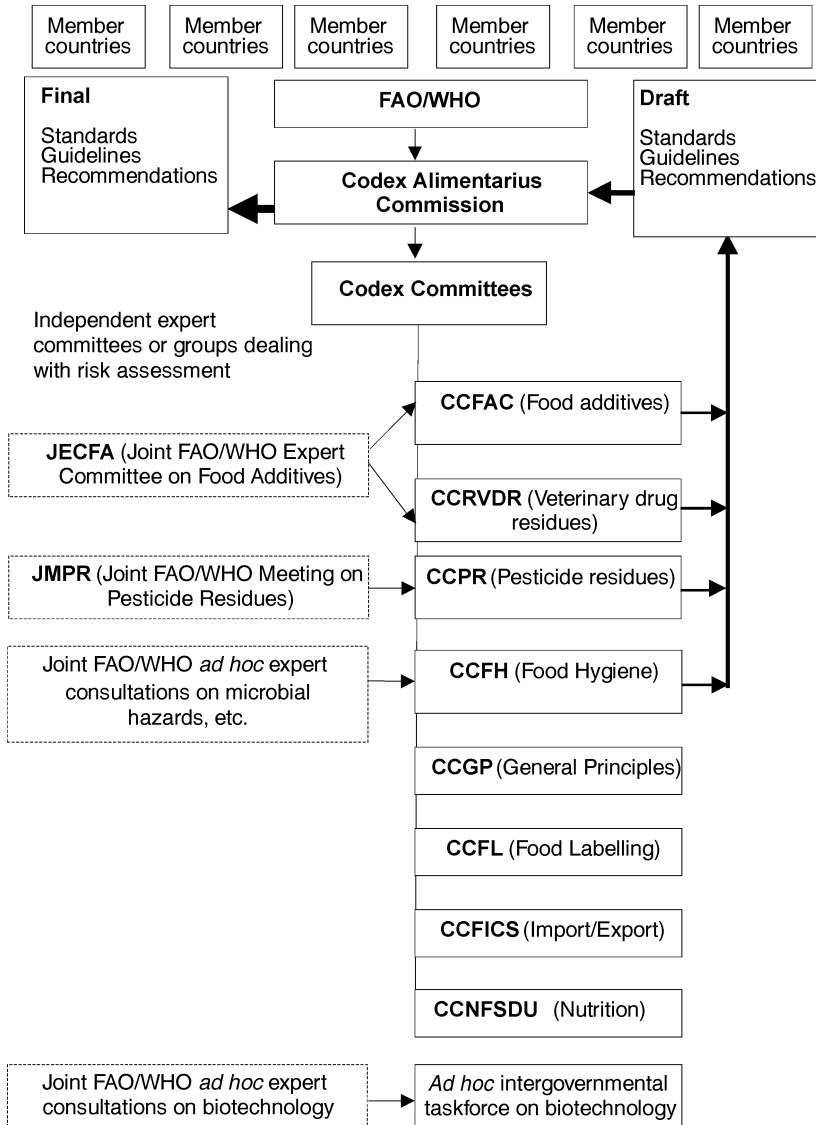 Member
countries
Member
countries
Member
countries
Member
countries
Member
countries
Member
countries
Final
Standards
Guidelines
Recommendations
FAO/WHO
Draft
Standards
Guidelines
Recommendations
Codex Alimentarius
Commission
Codex Committees
Independent expert
committees or groups dealing
with risk assessment
CCFAC (Food additives)
JECFA (Joint FAO/WHO Expert
Committee on Food Additives)
CCRVDR (Veterinary drug
residues)
JMPR (Joint FAO/WHO Meeting on
Pesticide Residues)
CCPR (Pesticide residues)
Joint FAO/WHO ad hoc expert
consultations on microbial
hazards, etc.
CCFH (Food Hygiene)
CCGP (General Principles)
CCFL (Food Labelling)
CCFICS (Import/Export)
CCNFSDU (Nutrition)
Joint FAO/WHO ad hoc expert
consultations on biotechnology
Ad hoc intergovernmental
taskforce on biotechnology